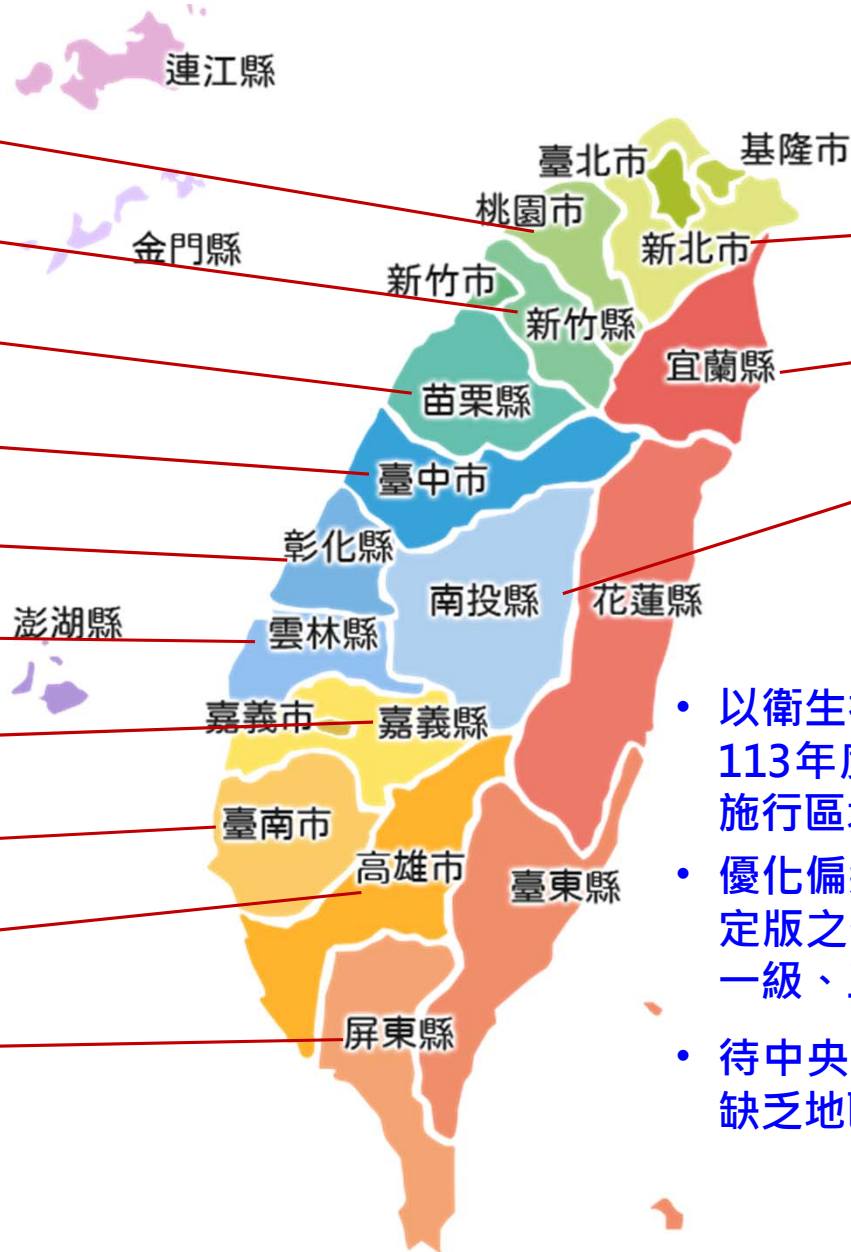 連江縣
基隆市
臺北市
桃園市
金門縣
新北市
新竹市
新竹縣
宜蘭縣
苗栗縣
臺中市
彰化縣
南投縣
花蓮縣
澎湖縣
雲林縣
嘉義市
嘉義縣
臺南市
高雄市
臺東縣
屏東縣
• 以衛生
113年
施行區
• 優化偏
定版之
一級、
• 待中央
缺乏地